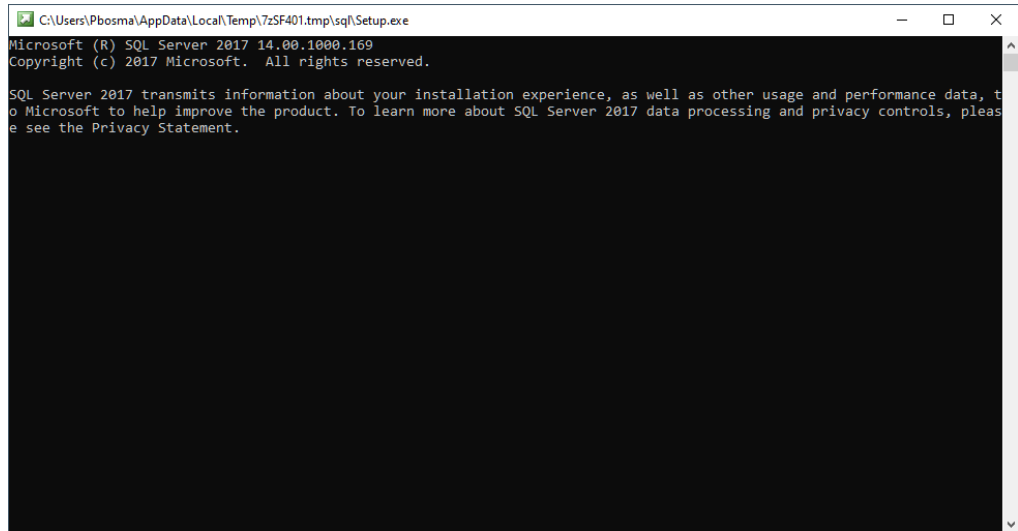 C:\Users\Pbosma\AppData\Local\Temp\7zSF401.tmp\sql\Setup.exe
Microsoft (R) SQL Server 2017 14.00.1000.169
Copyright (c) 2017 Microsoft.  All rights reserved.
SQL Server 2017 transmits information about your installation experience, as well as other usage and performance data, t
o Microsoft to help improve the product. To learn more about SQL Server 2017 data processing and privacy controls, pleas
e see the Privacy Statement.